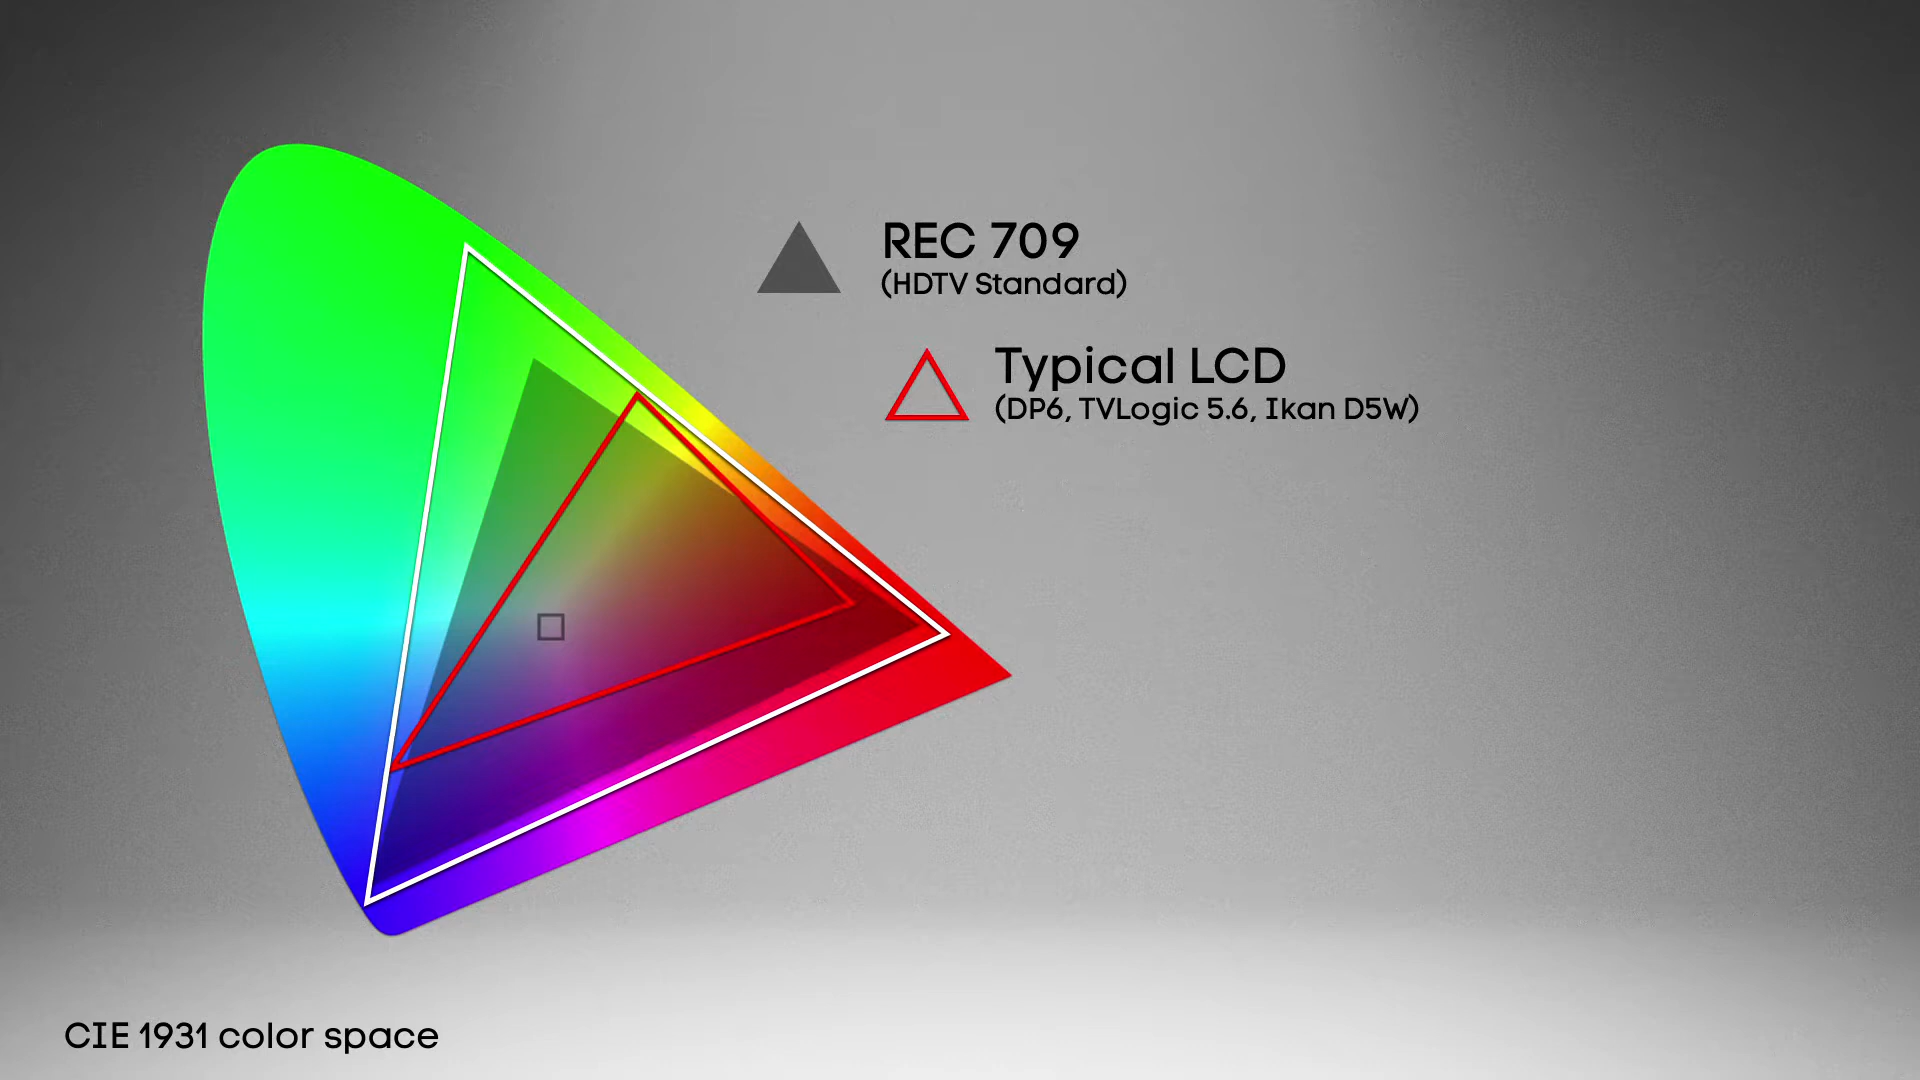 REC 709
(HDTV Standard)
Typical LCD
(DP6, TVLogic 5.6, Ikan D5W)
CIE 1931 color space